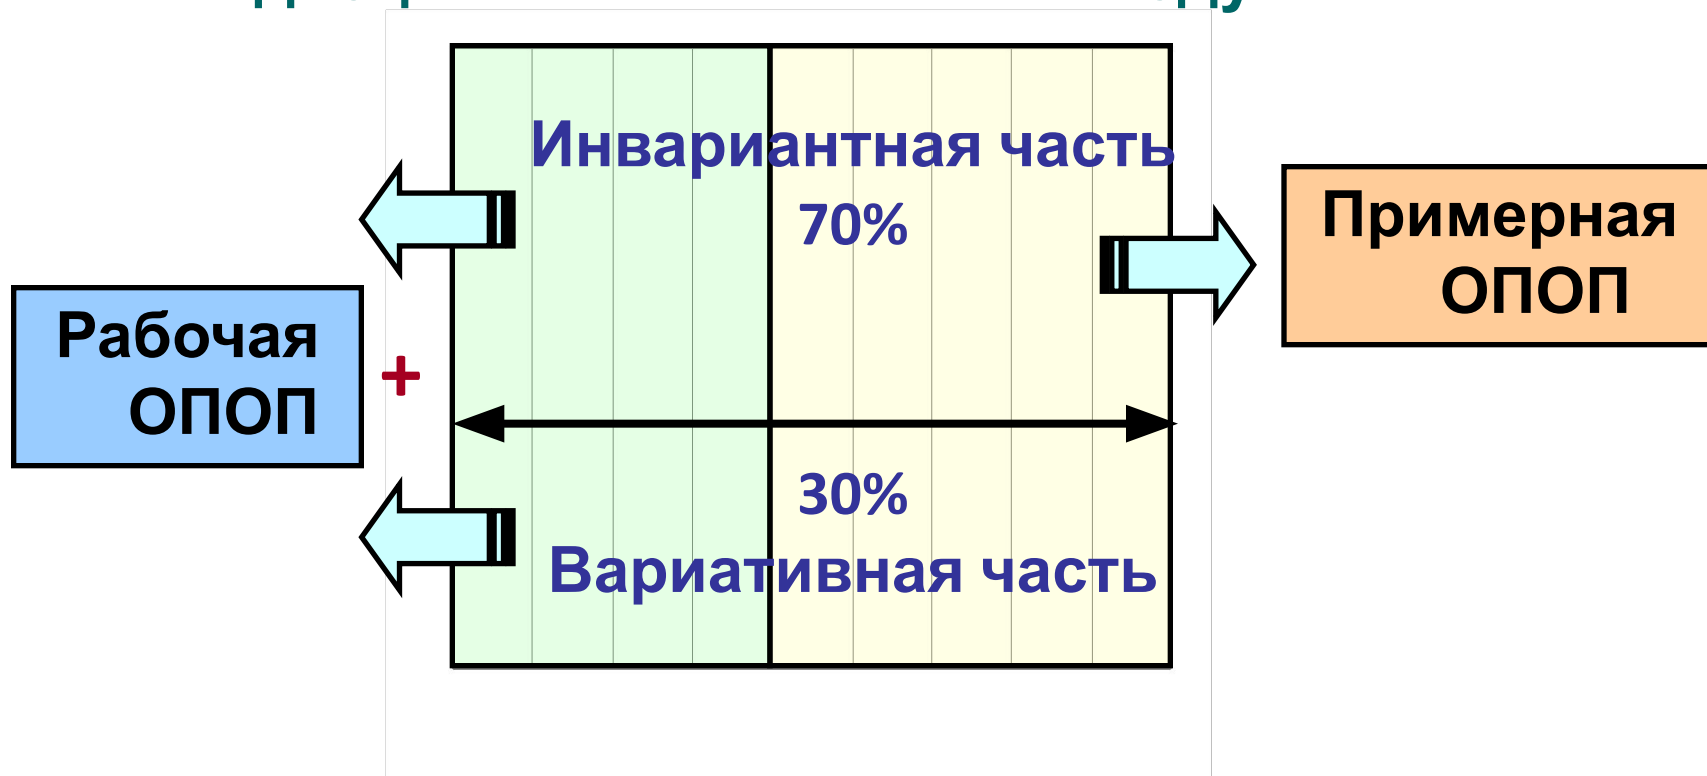 Инвариантная часть
70%
Примерная
ОПОП
Рабочая
ОПОП
+
30%
Вариативная часть